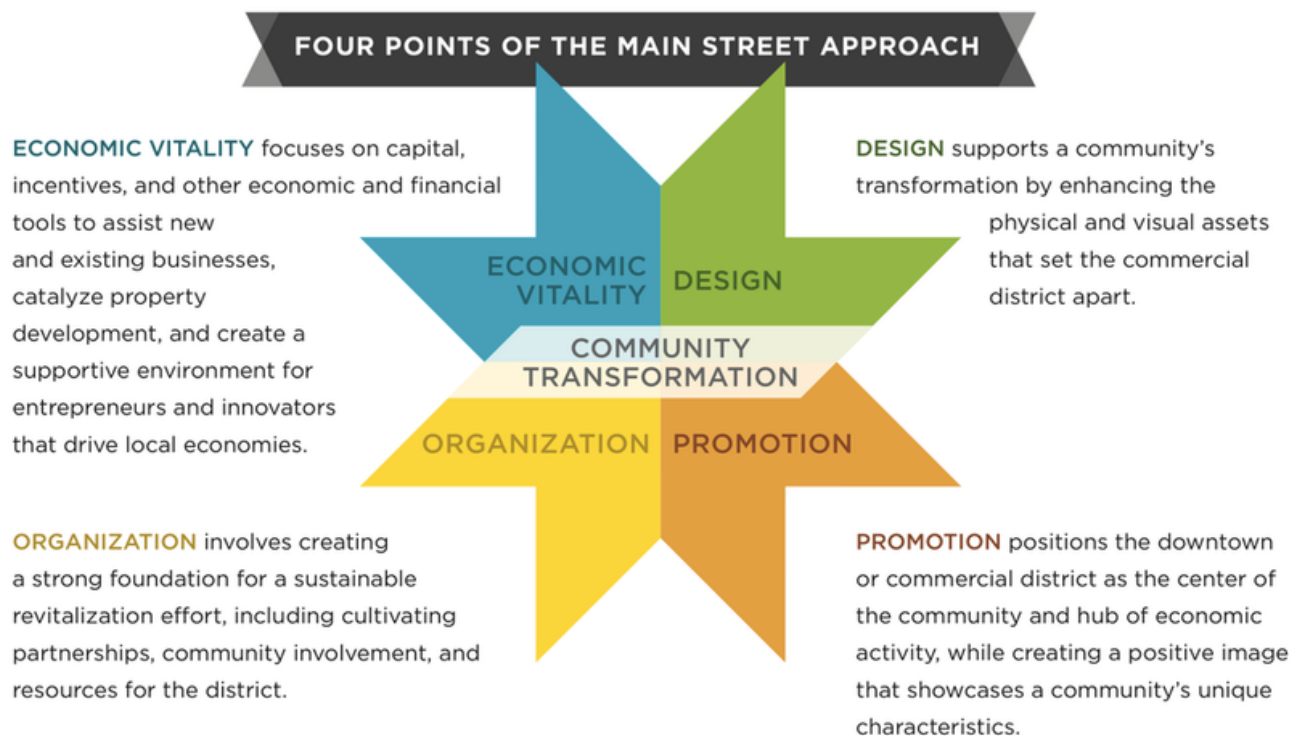 FOUR POINTS OF THE MAIN STREET APPROACH
ECONOMIC VITALITY focuses on capital,
incentives, and other economic and financial
tools to assist new
and existing businesses,
catalyze property
development, and create a
supportive environment for
entrepreneurs and innovators
that drive local economies.
DESIGN supports a community’s
transformation by enhancing the
physical and visual assets
that set the commercial
district apart.
ECONOMIC
VITALITY
DESIGN
COMMUNITY
TRANSFORMATION
ORGANIZATION
PROMOTION
ORGANIZATION involves creating
a strong foundation for a sustainable
revitalization effort, including cultivating
partnerships, community involvement, and
resources for the district.
PROMOTION positions the downtown
or commercial district as the center of
the community and hub of economic
activity, while creating a positive image
that showcases a community’s unique
characteristics.